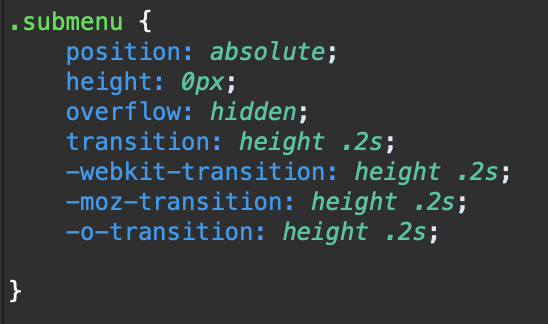 .submenu {
    position: absolute;
    height: 0px;
    overflow: hidden;
    transition: height .2s;
    -webkit-transition: height .2s;
    -moz-transition: height .2s;
    -o-transition: height .2s;

}